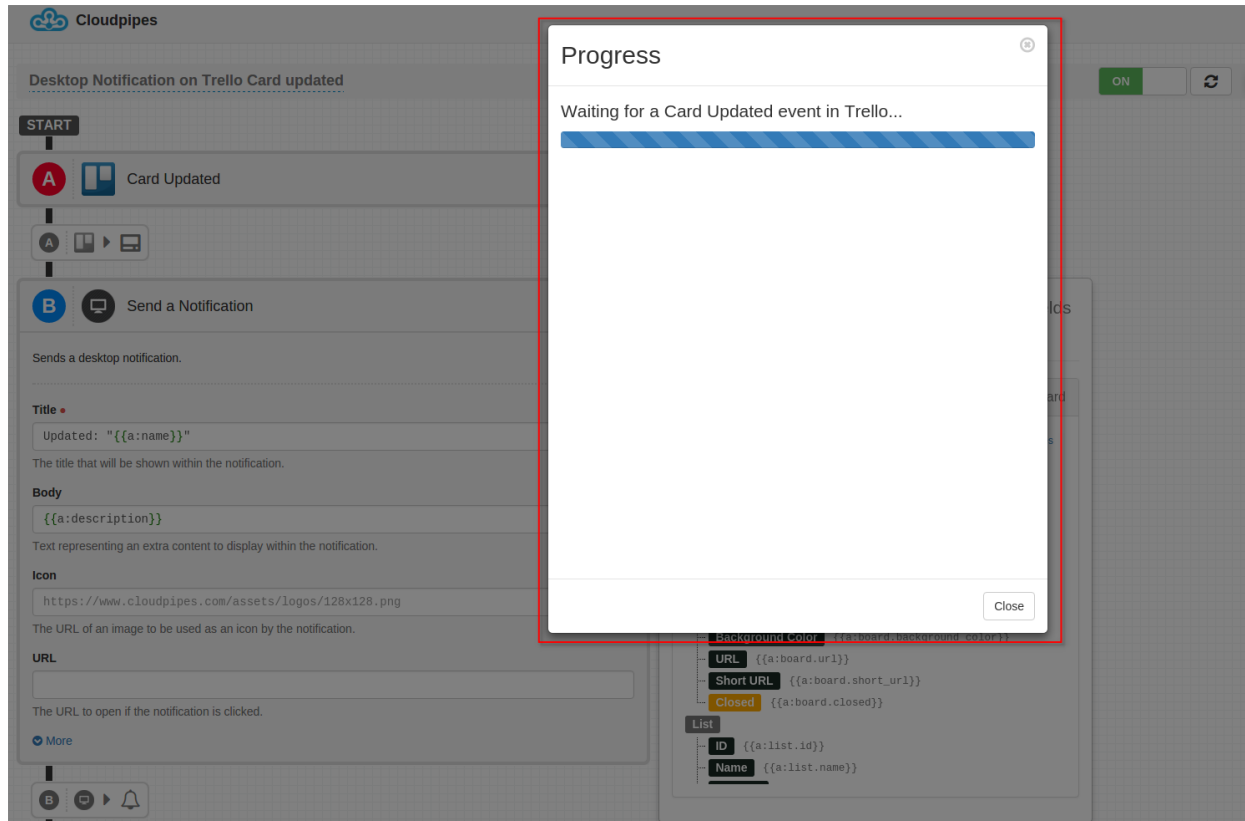 Cloudpipes
Desktop Notification on Trello Card updated
ON
START
A
Card Updated
A
B
Send a Notification
Sends a desktop notification.
Title
Updated: "{{a:name}}"
The title that will be shown within the notification.
Body
{{a:description}}
Text representing an extra content to display within the notification.
Icon
https://www.cloudpipes.com/assets/logos/128x128.png
The URL of an image to be used as an icon by the notification.
URL
The URL to open if the notification is clicked.
More
B
Progress
Waiting for a Card Updated event in Trello...
Close
lds
ard
s
Background Color {{a:board.background_color}}
URL {{a:board.url}}
Short URL {{a:board.short_url}}
Closed {{a:board.closed}}
List
ID {{a:list.id}}
Name {{a:list.name}}